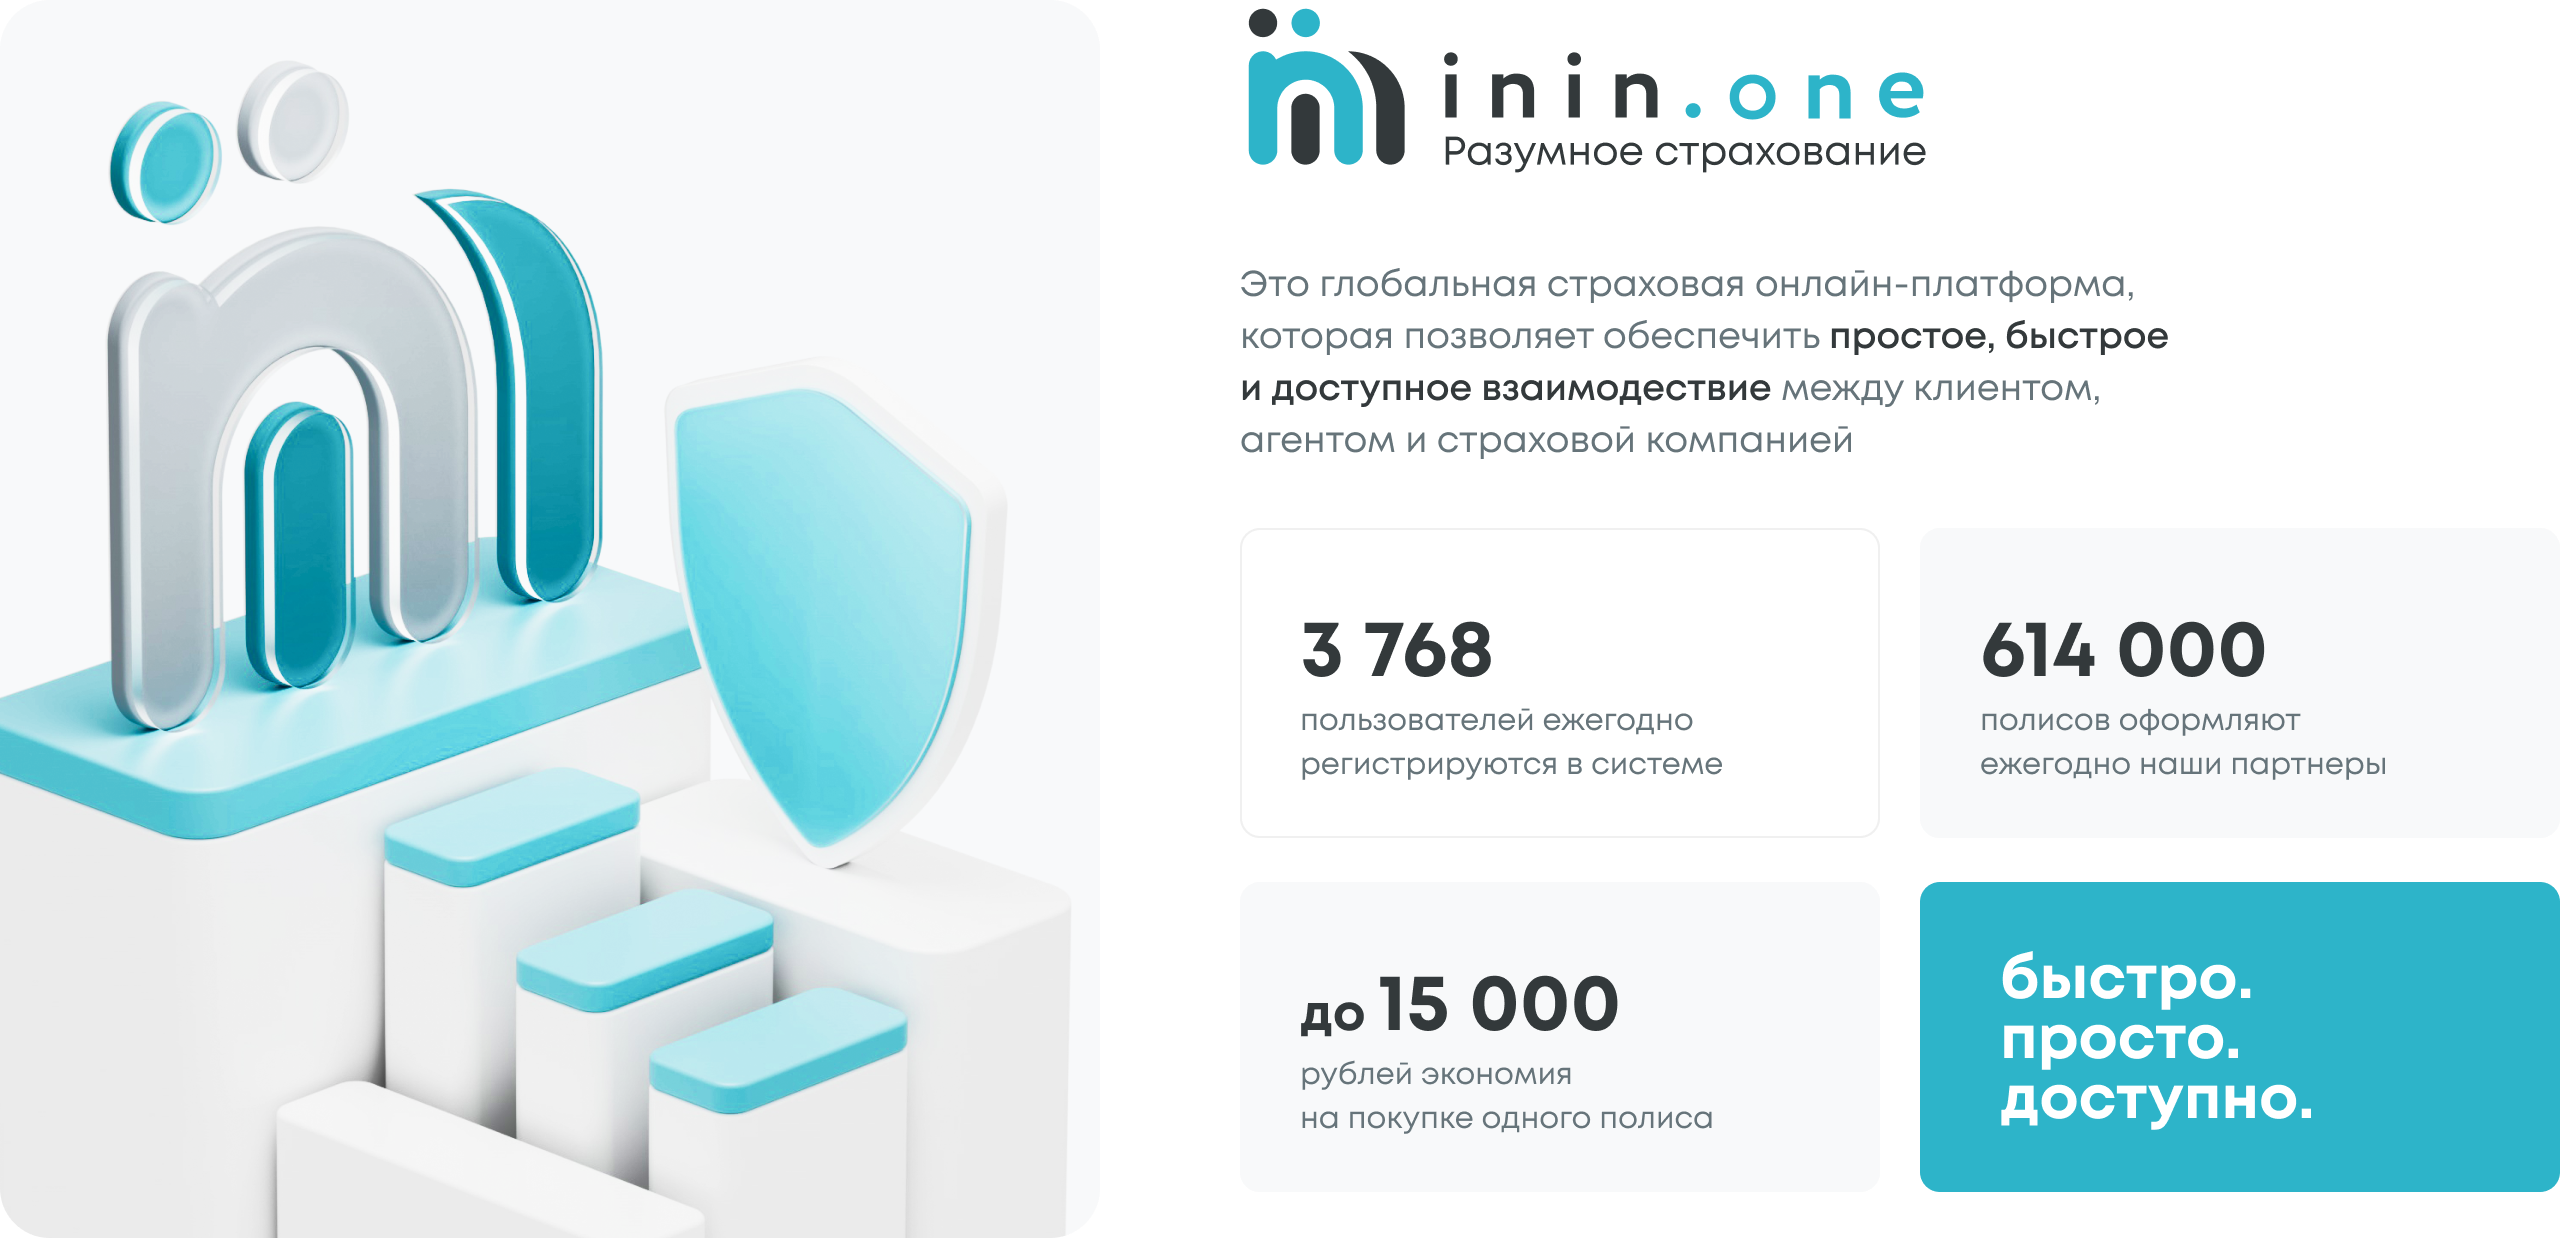 inin.one
Разумное страхование
Это глобальная страховая онлайн-платформа,
которая позволяет обеспечить простое, быстрое
и доступное взаимодествие между клиентом,
агентом и страховой компанией
3 768
пользователей ежегодно
регистрируются в системе
614 000
полисов оформляют
ежегодно наши партнеры
до 15 000
рублей экономия
на покупке одного полиса
быстро.
просто.
доступно.